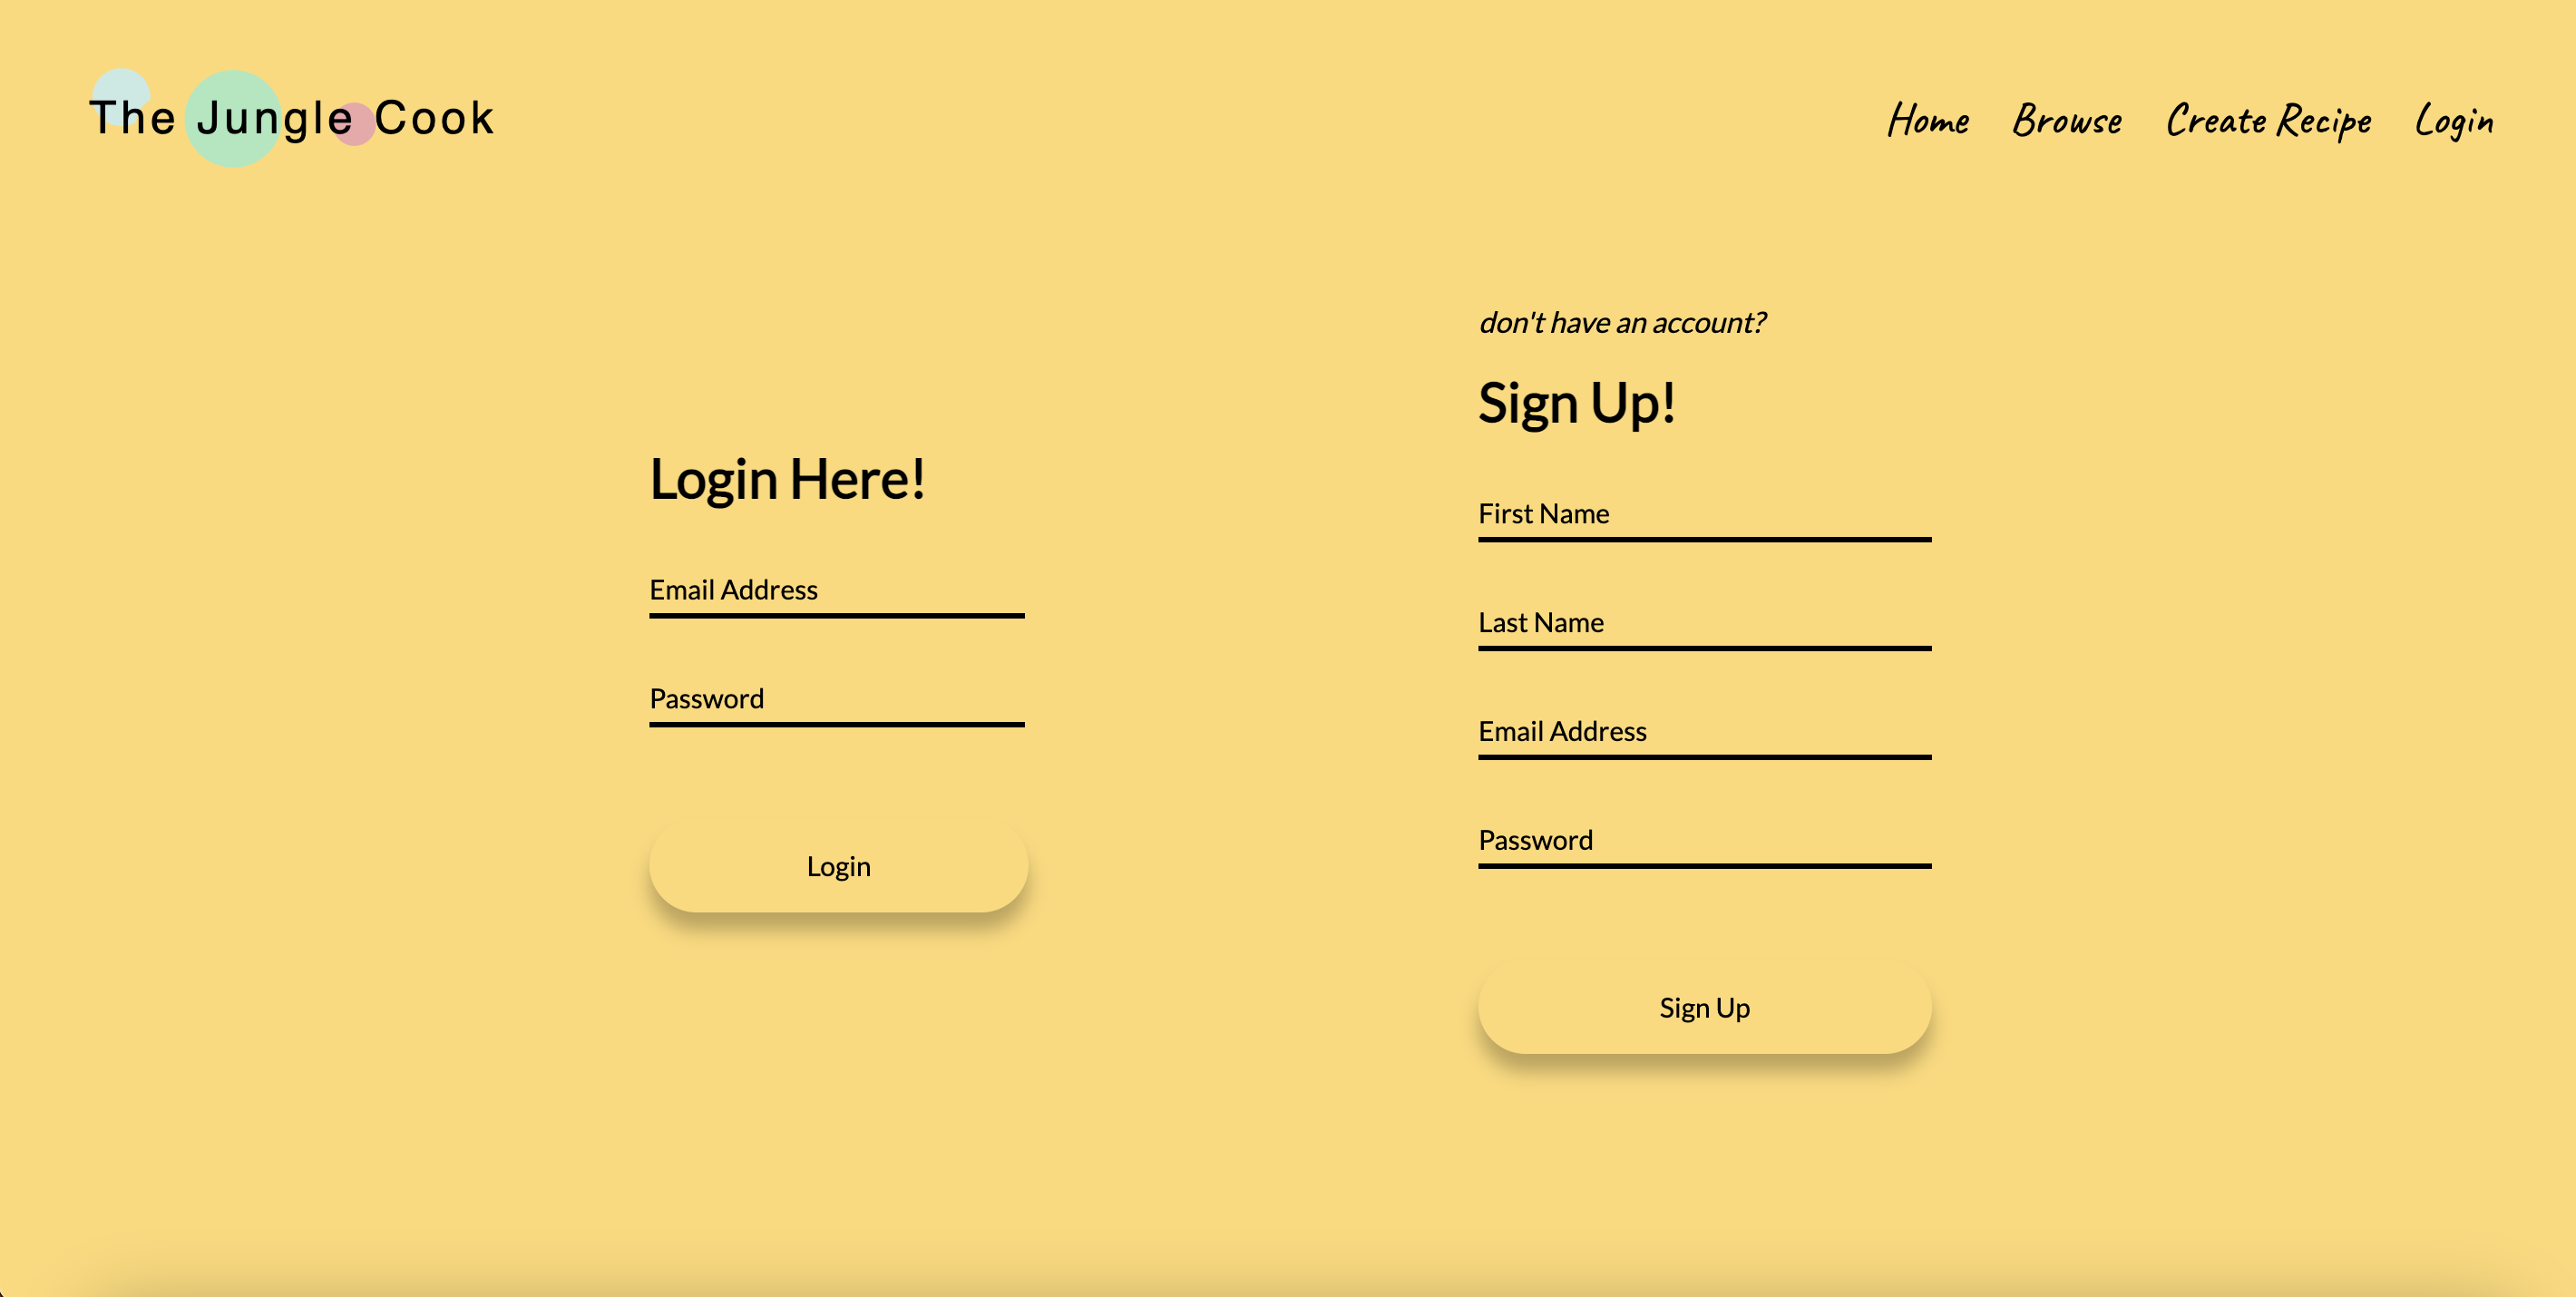 The Jungle Cook
Home Browse Create Recipe Login
Login Here!
Email Address
Password
Login
don't have an account?
Sign Up!
First Name
Last Name
Email Address
Password
Sign Up